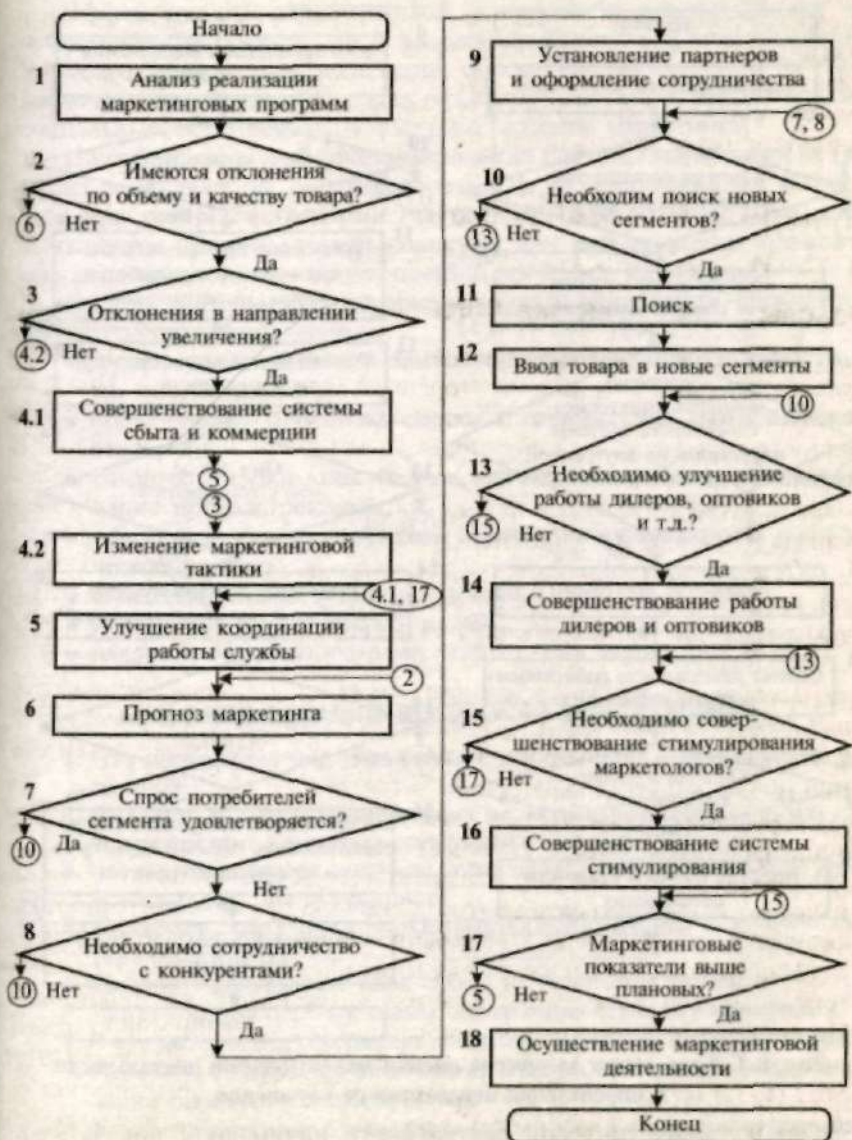 Начало
1
Анализ реализации
маркетинговых программ
2
Имеются отклонения
по объему и качеству товара?
6
Нет
Да
3
Отклонения в направлении
увеличения?
4.2
Нет
Да
4.1
Совершенствование системы
сбыта и коммерции
5
3
4.2
Изменение маркетинговой
тактики
4.1, 17
5
Улучшение координации
работы службы
2
6
Прогноз маркетинга
7
Спрос потребителей
сегмента удовлетворяется?
10
Да
Нет
8
Необходимо сотрудничество
с конкурентами?
10
Нет
Да
9
Установление партнеров
и оформление сотрудничества
7, 8
10
Необходим поиск новых
сегментов?
13
Нет
Да
11
Поиск
12
Ввод товара в новые сегменты
10
13
Необходимо улучшение
работы дилеров, оптовиков
и т.д.?
15
Нет
Да
14
Совершенствование работы
дилеров и оптовиков
13
15
Необходимо совер-
шенствование стимулирования
маркетологов?
17
Нет
Да
16
Совершенствование системы
стимулирования
15
17
Маркетинговые
показатели выше
плановых?
5
Нет
Да
18
Осуществление маркетинговой
деятельности
Конец